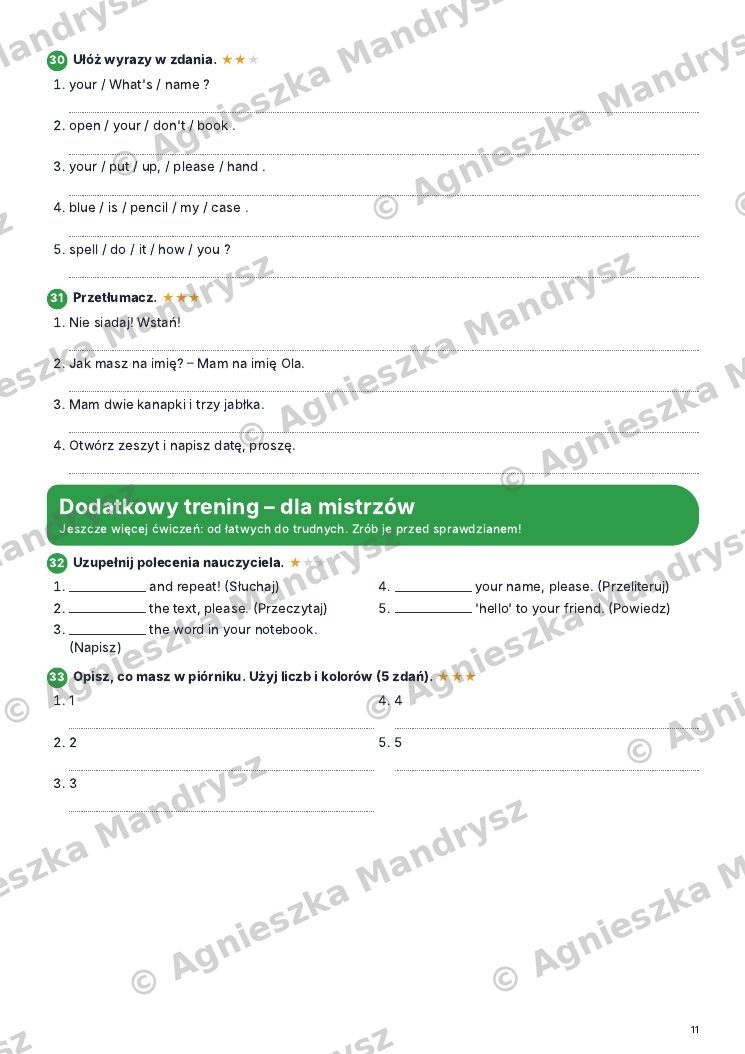 30 Ułóż wyrazy w zdania. ★★★
1. your / What's / name ?
2. open / your / don't / book .
3. your / put / up, / please / hand .
4. blue / is / pencil / my / case .
5. spell / do / it / how / you ?
31 Przetłumacz. ★★★
1. Nie siadaj! Wstań!
2. Jak masz na imię? – Mam na imię Ola.
3. Mam dwie kanapki i trzy jabłka.
4. Otwórz zeszyt i napisz datę, proszę.
Dodatkowy trening – dla mistrzów
Jeszcze więcej ćwiczeń: od łatwych do trudnych. Zrób je przed sprawdzianem!
32 Uzupełnij polecenia nauczyciela. ★★★
1. ___________ and repeat! (Słuchaj)
2. ___________ the text, please. (Przeczytaj)
3. ___________ the word in your notebook.
(Napisz)
4. ___________ your name, please. (Przeliteruj)
5. ___________ 'hello' to your friend. (Powiedz)
33 Opisz, co masz w piórniku. Użyj liczb i kolorów (5 zdań). ★★★
1. 1
2. 2
3. 3
4. 4
5. 5
11
© Agnieszka Mandrysz